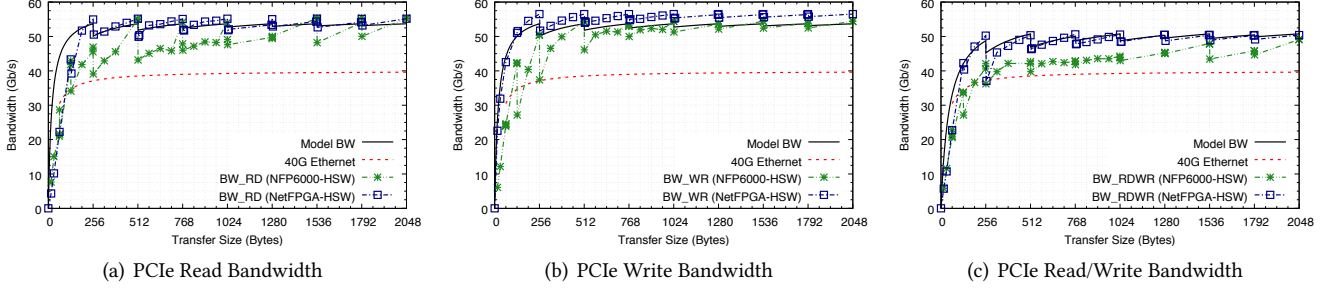 60
50
40
30
20
10
0
Bandwidth (Gb/s)
Model BW
40G Ethernet
BW_RD (NFP6000-HSW)
BW_RD (NetFPGA-HSW)
0 256 512 768 1024 1280 1536 1792 2048
Transfer Size (Bytes)
(a) PCIe Read Bandwidth
60
50
40
30
20
10
0
Bandwidth (Gb/s)
Model BW
40G Ethernet
BW_WR (NFP6000-HSW)
BW_WR (NetFPGA-HSW)
0 256 512 768 1024 1280 1536 1792 2048
Transfer Size (Bytes)
(b) PCIe Write Bandwidth
60
50
40
30
20
10
0
Bandwidth (Gb/s)
Model BW
40G Ethernet
BW_RDWR (NFP6000-HSW)
BW_RDWR (NetFPGA-HSW)
0 256 512 768 1024 1280 1536 1792 2048
Transfer Size (Bytes)
(c) PCIe Read/Write Bandwidth